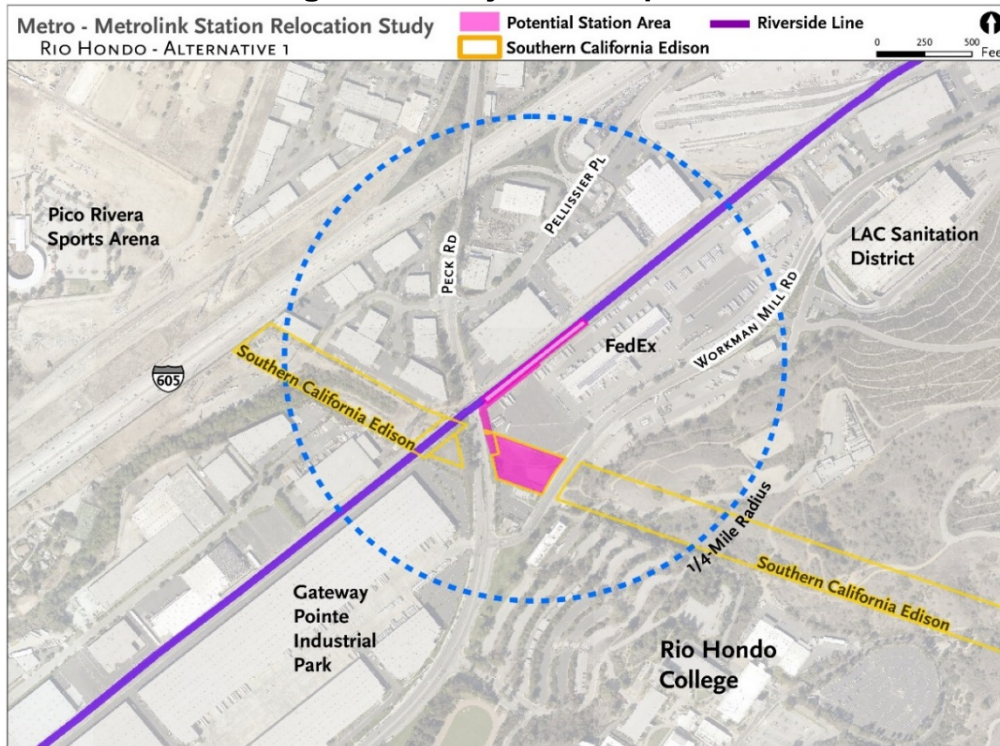 Metro - Metrolink Station Relocation Study
RIO HONDO - ALTERNATIVE 1
Potential Station Area
Riverside Line
Southern California Edison
0 250 500 Fee
Pico Rivera
Sports Arena
PECK RD
PELLISSIER PL
LAC Sanitation
District
WORKMAN MILL RD
FedEx
605
Southern California Edison
1/4-Mile Radius
Southern California Edison
Gateway
Pointe
Industrial
Park
Rio Hondo
College